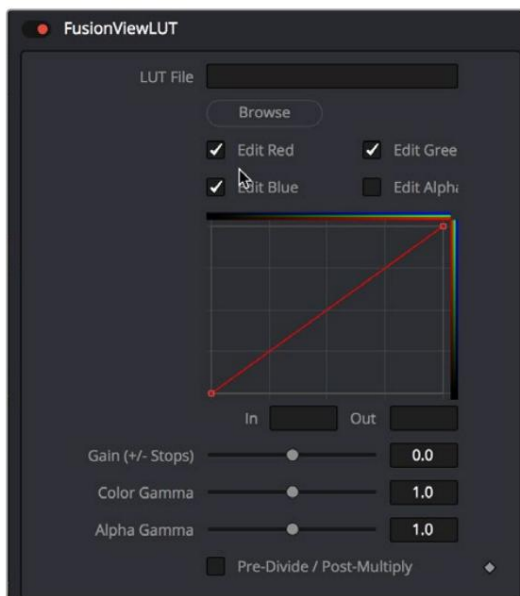 FusionViewLUT
LUT File
Browse
Edit Red Edit Gree
Edit Blue Edit Alpha
In Out
Gain (+/- Stops) 0.0
Color Gamma 1.0
Alpha Gamma 1.0
Pre-Divide / Post-Multiply